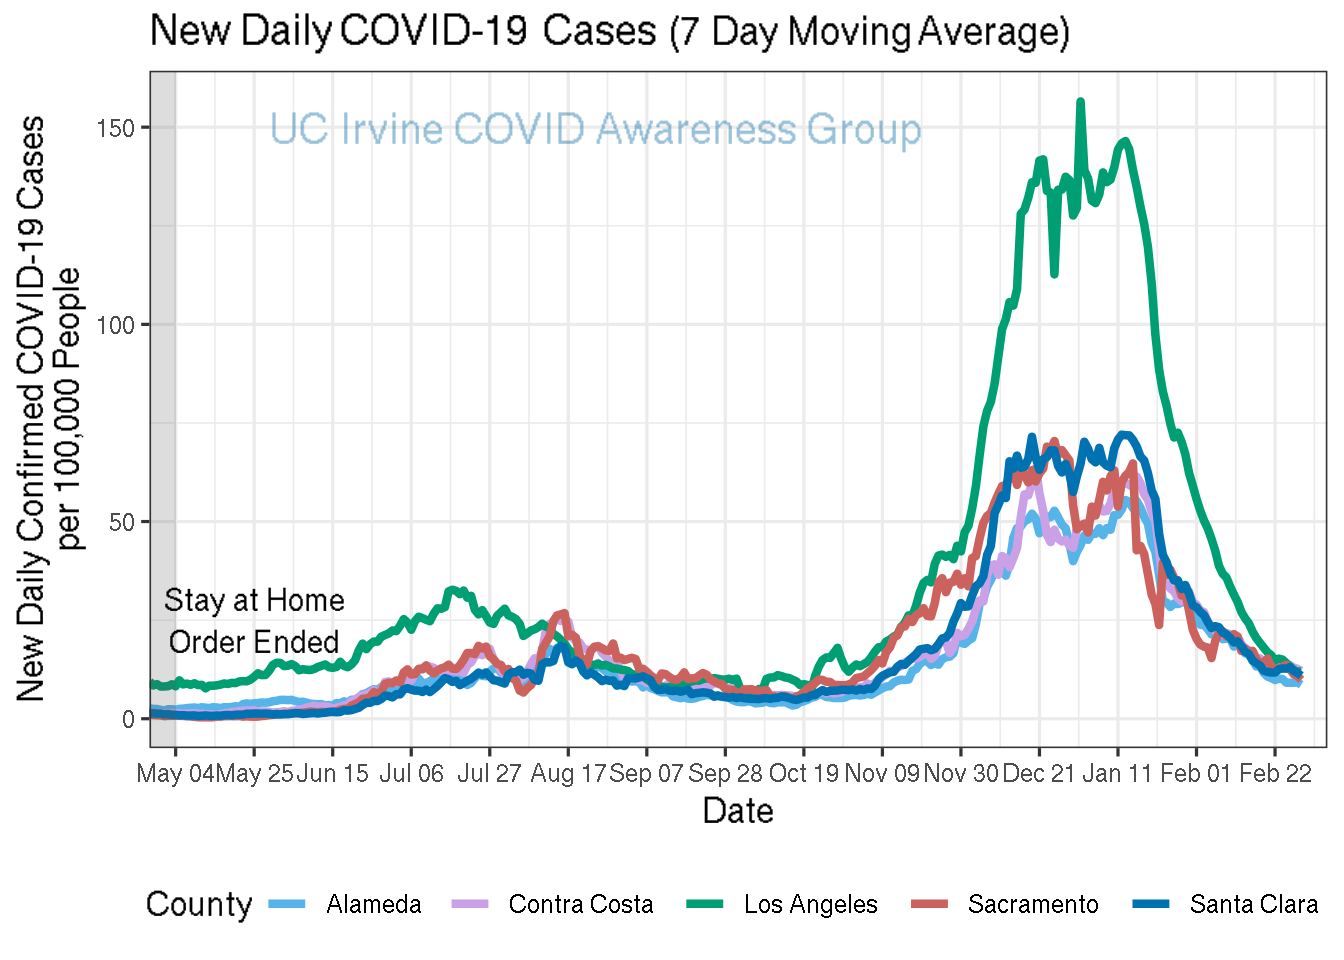 New Daily COVID-19 Cases (7 Day Moving Average)
UC Irvine COVID Awareness Group
New Daily Confirmed COVID-19 Cases
per 100,000 People
150
100
50
0
Stay at Home
Order Ended
May 04 May 25 Jun 15 Jul 06 Jul 27 Aug 17 Sep 07 Sep 28 Oct 19 Nov 09 Nov 30 Dec 21 Jan 11 Feb 01 Feb 22
Date
County Alameda Contra Costa Los Angeles Sacramento Santa Clara